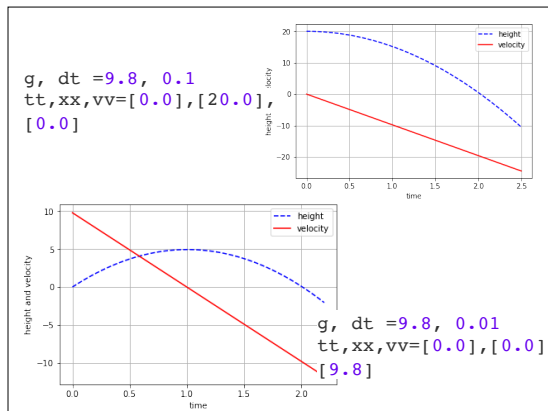 g, dt =9.8, 0.1
tt,xx,vv=[0.0],[20.0],
[0.0]
height
velocity
20
10
0
−10
−20
height
locity
0.0 0.5 1.0 1.5 2.0 2.5
time
height
velocity
10
5
0
−5
−10
height and velocity
0.0 0.5 1.0 1.5 2.0
time
g, dt =9.8, 0.01
tt,xx,vv=[0.0],[0.0]
[9.8]